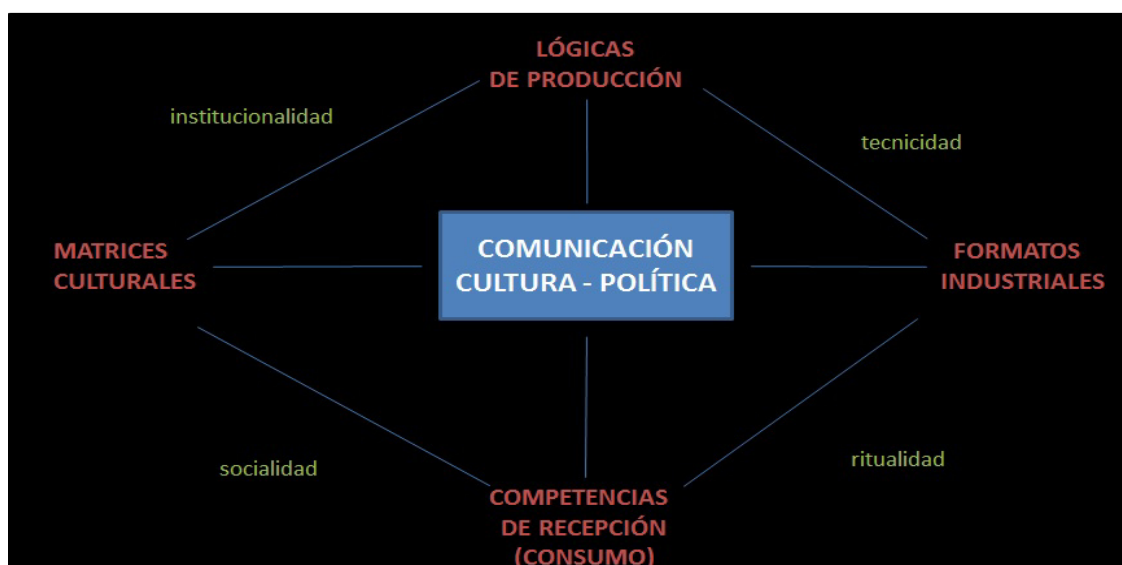 LÓGICAS
DE PRODUCCIÓN
institucionalidad
tecnicidad
MATRICES
CULTURALES
COMUNICACIÓN
CULTURA - POLÍTICA
FORMATOS
INDUSTRIALES
socialidad
ritualidad
COMPETENCIAS
DE RECEPCIÓN
(CONSUMO)